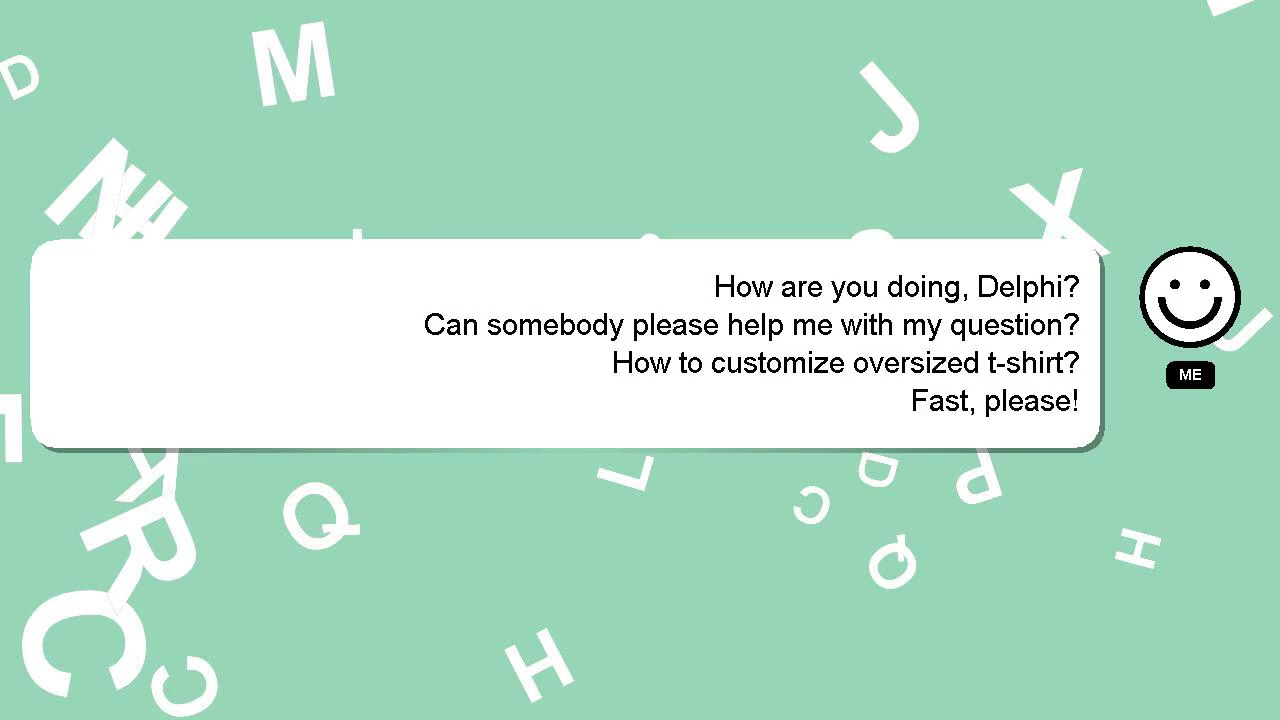 How are you doing, Delphi?
Can somebody please help me with my question?
How to customize oversized t-shirt?
Fast, please!
ME